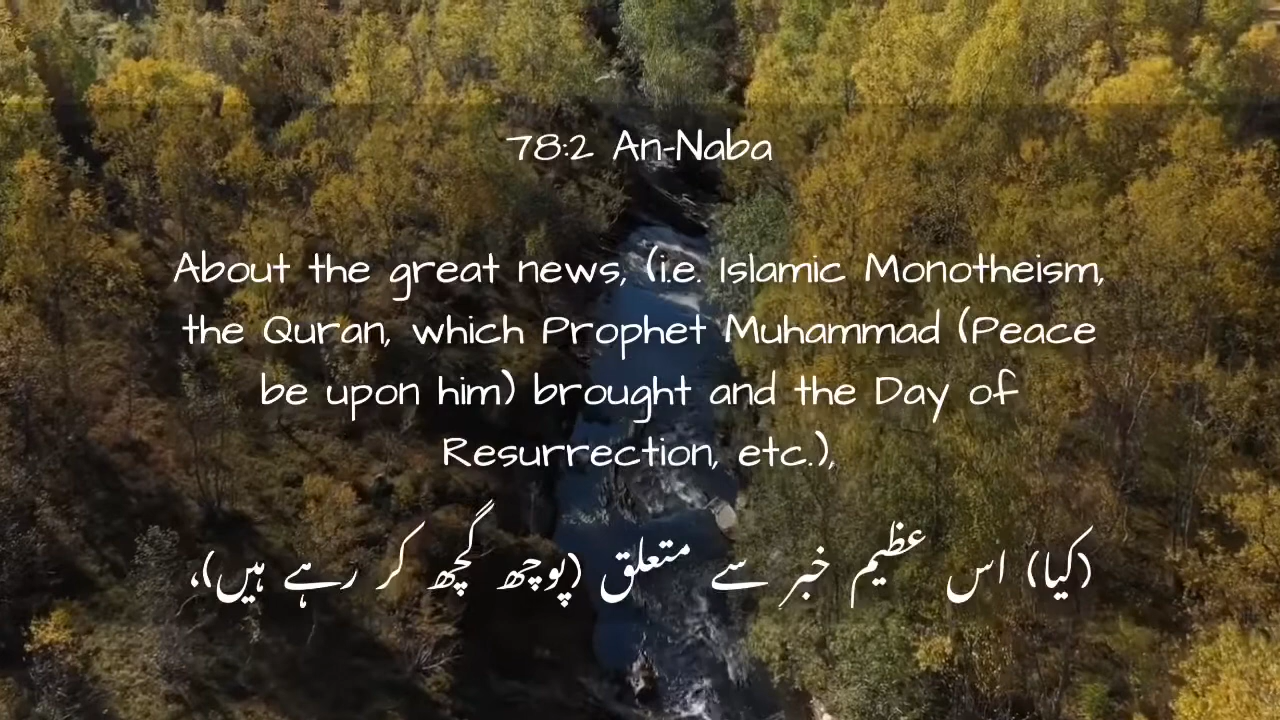 78:2 An-Naba
About the great news, (i.e. Islamic Monotheism,
the Quran, which Prophet Muhammad (Peace
be upon him) brought and the Day of
Resurrection, etc.),
(کیا) اس عظیم خبر سے متعلق (پوچھ گچھ کر رہے ہیں)،